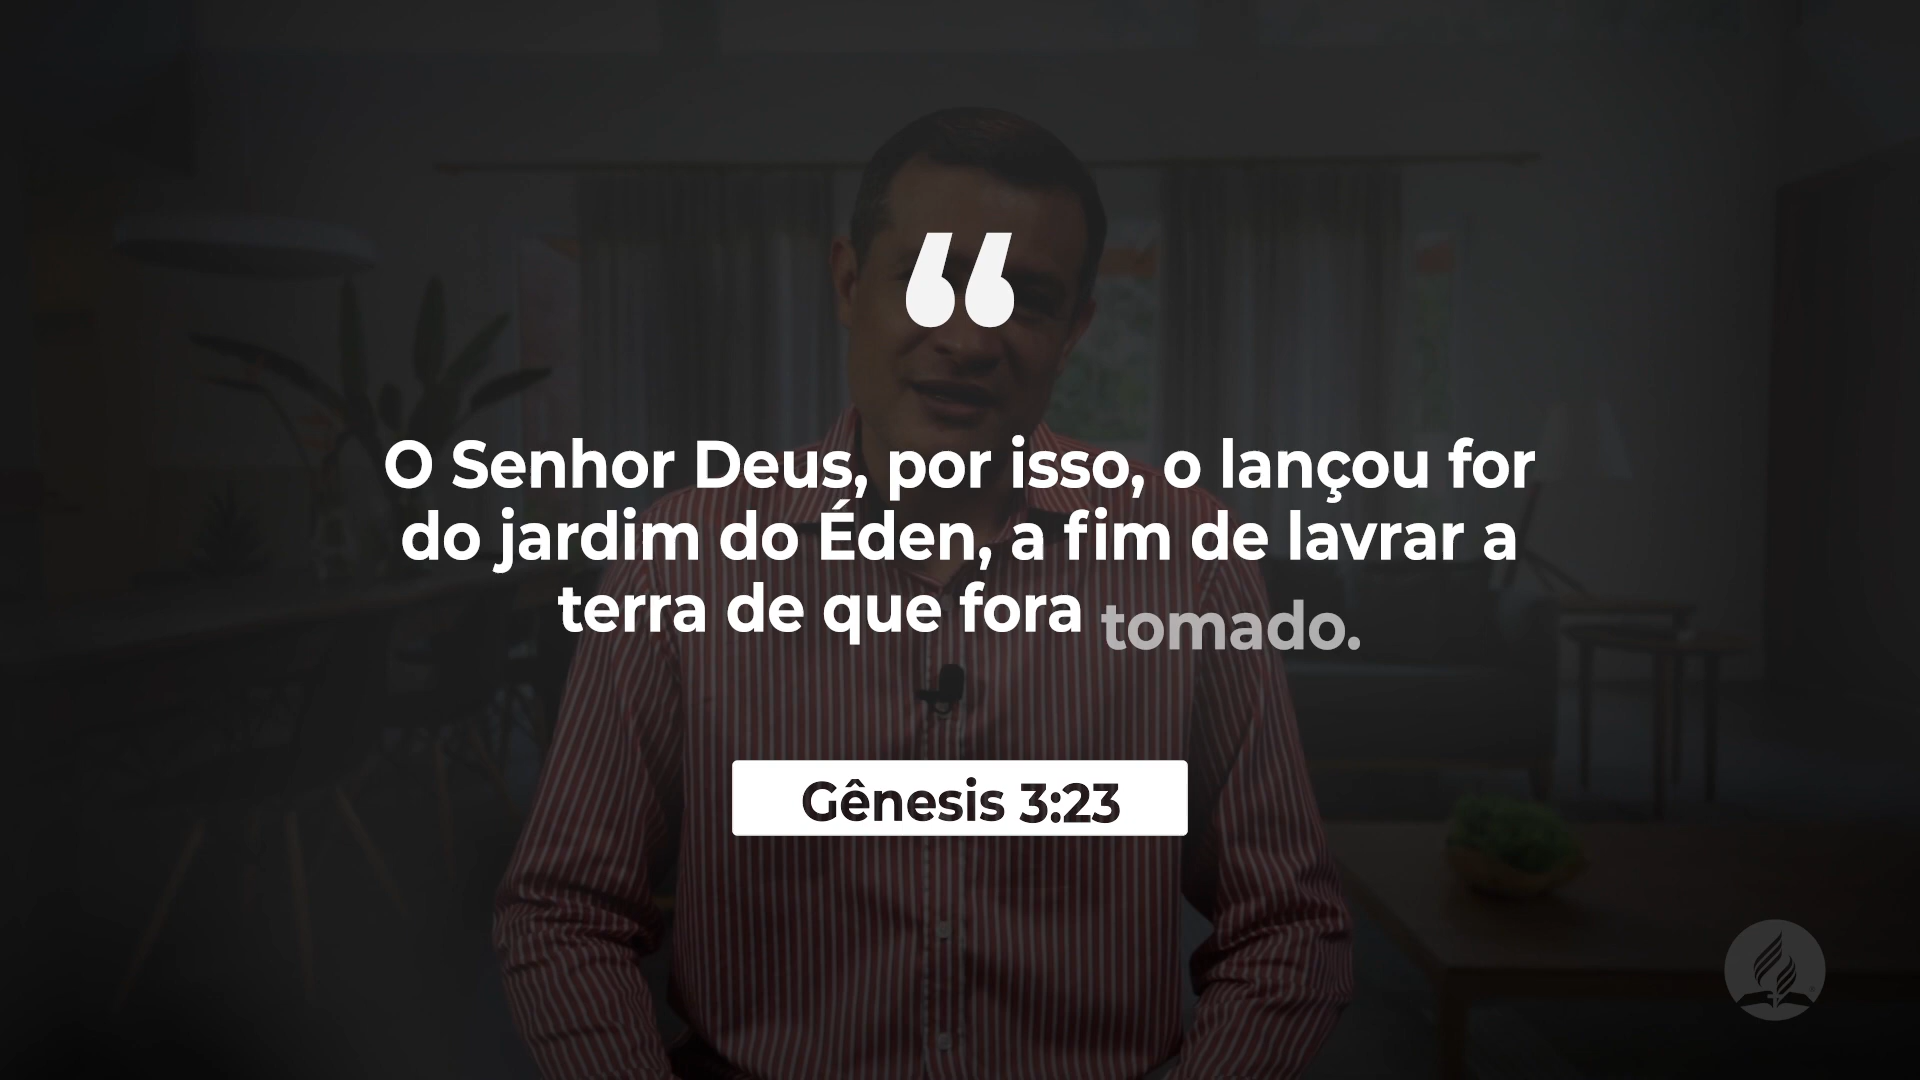 “
O Senhor Deus, por isso, o lançou for
do jardim do Éden, a fim de lavrar a
terra de que fora tomado.
Gênesis 3:23